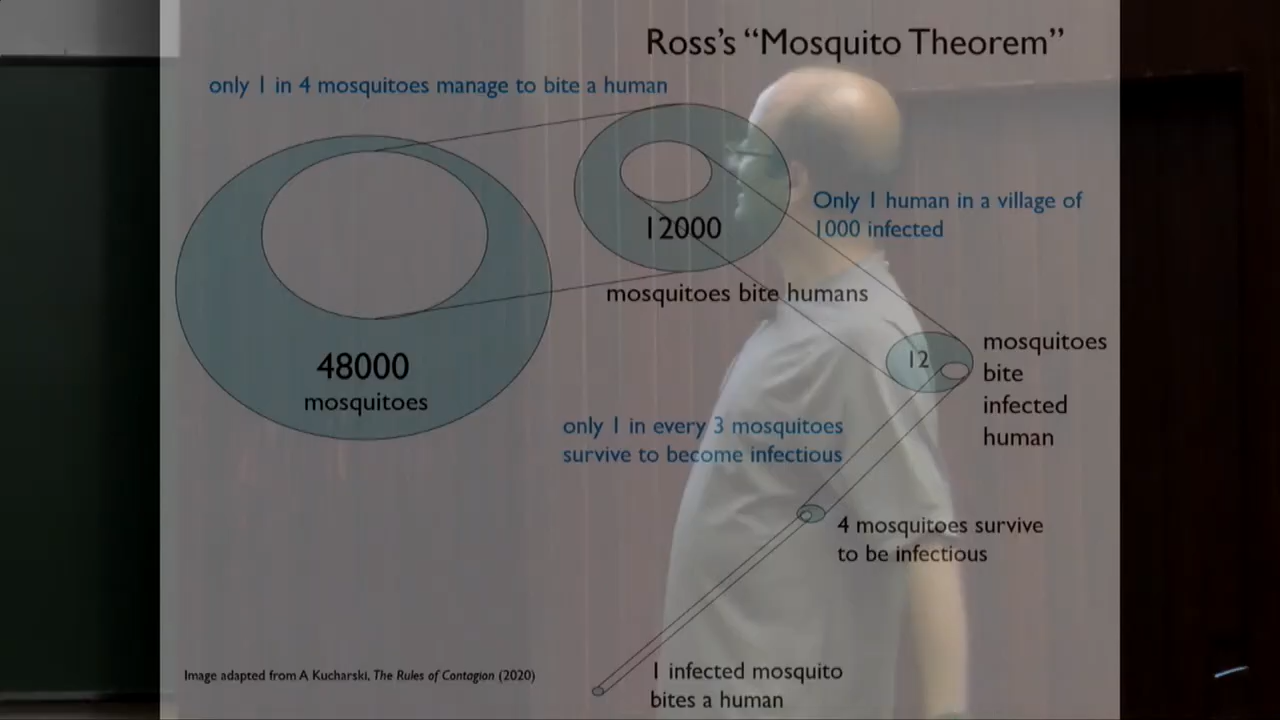 Ross's “Mosquito Theorem”
only 1 in 4 mosquitoes manage to bite a human
Only 1 human in a village of
1000 infected
12000
mosquitoes bite humans
48000
mosquitoes
12
mosquitoes
bite
infected
human
only 1 in every 3 mosquitoes
survive to become infectious
4 mosquitoes survive
to be infectious
1 infected mosquito
bites a human
Image adapted from A Kucharski, The Rules of Contagion (2020)